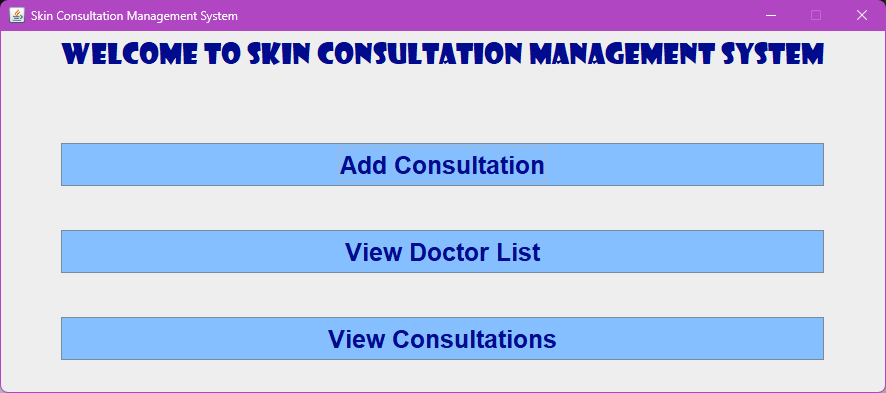 Skin Consultation Management System
WELCOME TO SKIN CONSULTATION MANAGEMENT SYSTEM
Add Consultation
View Doctor List
View Consultations